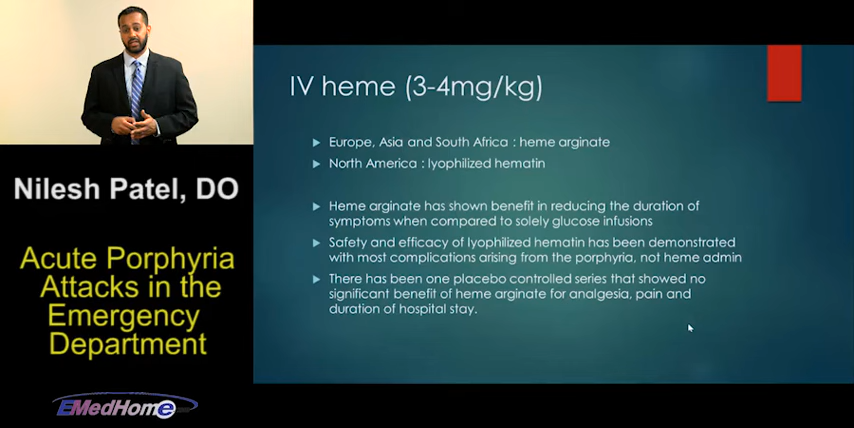 IV heme (3-4mg/kg)
Europe, Asia and South Africa : heme arginate
North America : lyophilized hematin
Heme arginate has shown benefit in reducing the duration of
symptoms when compared to solely glucose infusions
Safety and efficacy of lyophilized hematin has been demonstrated
with most complications arising from the porphyria, not heme admin
There has been one placebo controlled series that showed no
significant benefit of heme arginate for analgesia, pain and
duration of hospital stay.
Nilesh Patel, DO
Acute Porphyria
Attacks in the
Emergency
Department
EMedHome